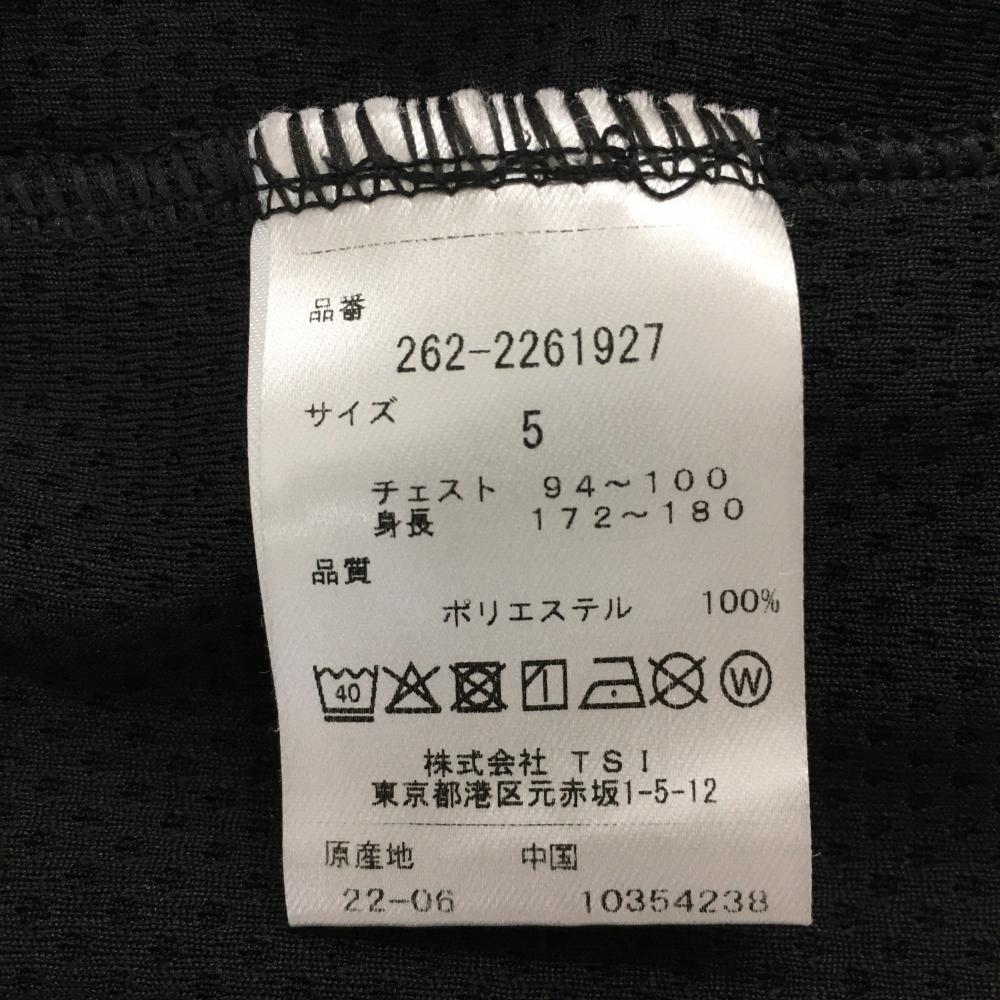 品番
262-2261927
サイズ 5
チェスト 94～100
身長 172～180
品質
ポリエステル 100%
40 W
株式会社 TSI
東京都港区元赤坂1-5-12
原産地 中国
22-06 10354238